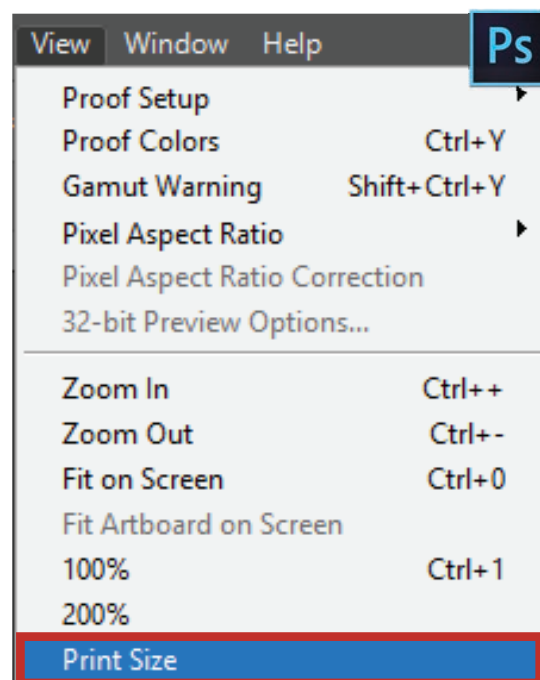 View Window Help Ps
Proof Setup
Proof Colors Ctrl+Y
Gamut Warning Shift+Ctrl+Y
Pixel Aspect Ratio
Pixel Aspect Ratio Correction
32-bit Preview Options...
Zoom In Ctrl++
Zoom Out Ctrl+-
Fit on Screen Ctrl+0
Fit Artboard on Screen
100% Ctrl+1
200%
Print Size